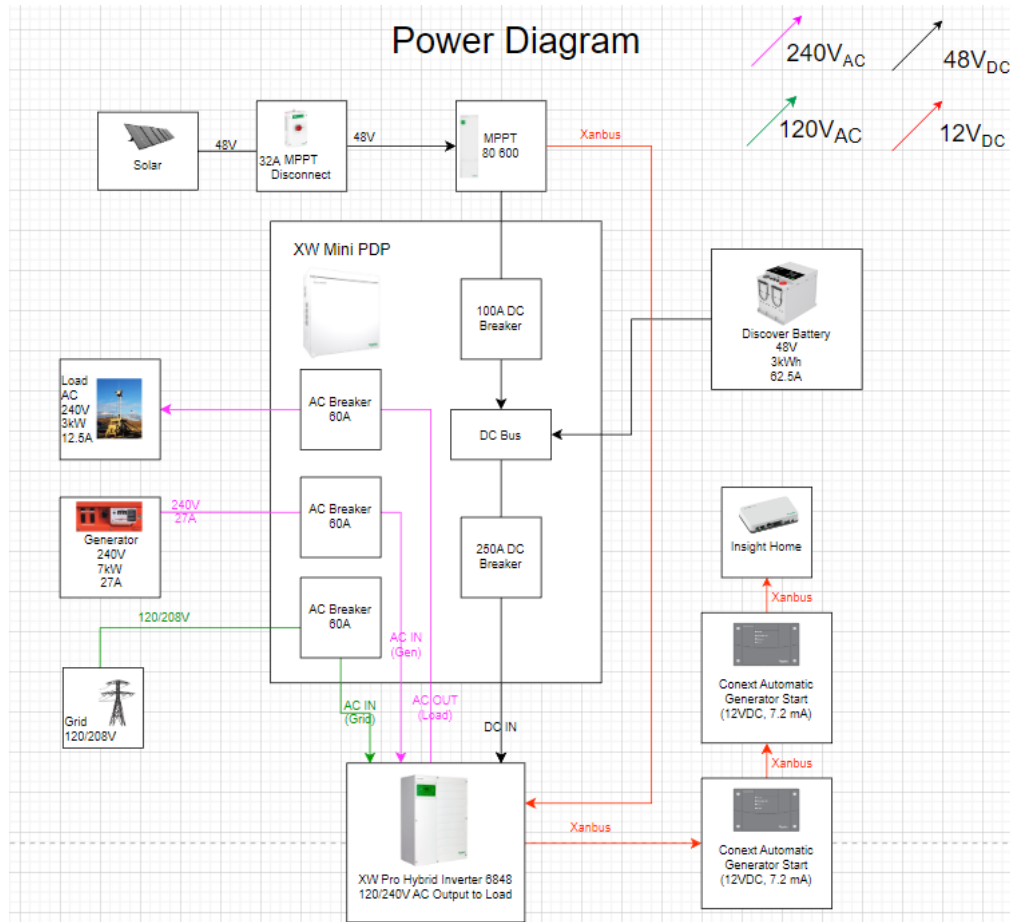 Power Diagram
240VAC
48VDC
120VAC
12VDC
Solar
48V
32A MPPT
Disconnect
48V
MPPT
80 600
Xanbus
XW Mini PDP
100A DC
Breaker
Discover Battery
48V
3kWh
62.5A
Load
AC
240V
3kW
12.5A
AC Breaker
60A
DC Bus
240V
27A
Generator
240V
7kW
27A
AC Breaker
60A
250A DC
Breaker
Insight Home
Xanbus
120/208V
AC Breaker
60A
AC IN
(Gen)
Grid
120/208V
AC IN
(Grid)
AC OUT
(Load)
DC IN
Conext Automatic
Generator Start
(12VDC, 7.2 mA)
Xanbus
Xanbus
Conext Automatic
Generator Start
(12VDC, 7.2 mA)
XW Pro Hybrid Inverter 6848
120/240V AC Output to Load